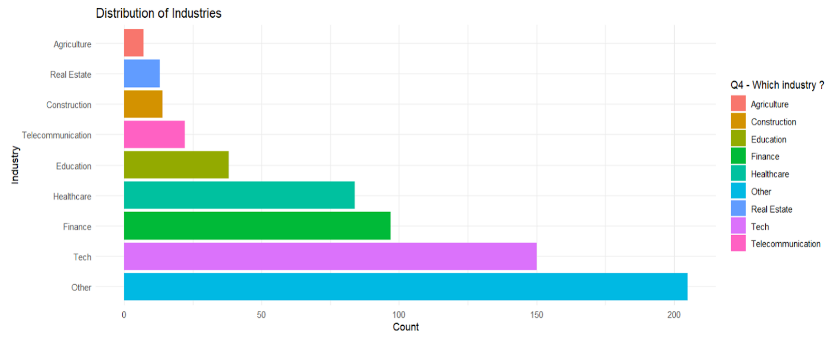 Distribution of Industries
Agriculture
Real Estate
Construction
Telecommunication
Education
Healthcare
Finance
Tech
Other
Industry
0 50 100 150 200
Count
Q4 - Which industry ?
Agriculture
Construction
Education
Finance
Healthcare
Other
Real Estate
Tech
Telecommunication